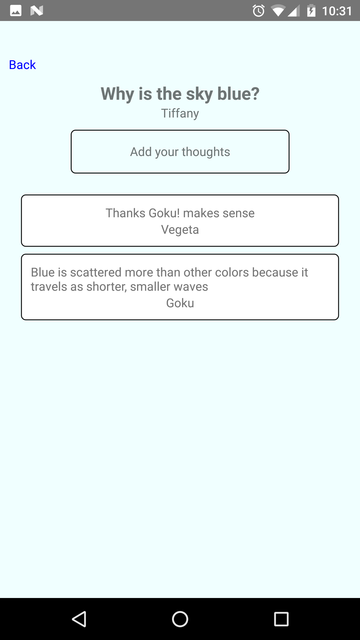 10:31
Back
Why is the sky blue?
Tiffany
Add your thoughts
Thanks Goku! makes sense
Vegeta
Blue is scattered more than other colors because it
travels as shorter, smaller waves
Goku